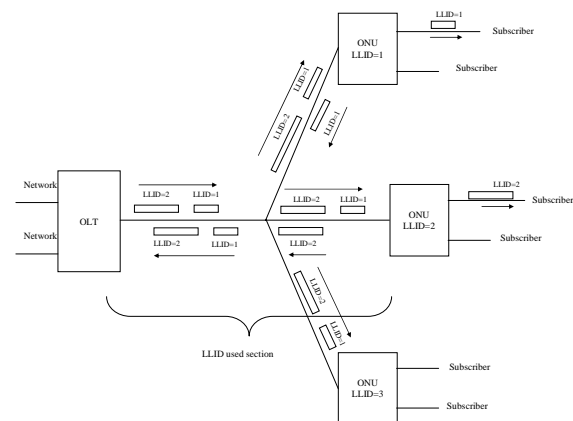 LLID=1
ONU
LLID=1
Subscriber
Subscriber
LLID=1
LLID=2
LLID=1
Network
Network
OLT
LLID=2
LLID=1
LLID=2
LLID=1
LLID=2
LLID=1
LLID=2
ONU
LLID=2
LLID=2
Subscriber
Subscriber
LLID=2
LLID=1
LLID used section
ONU
LLID=3
Subscriber
Subscriber